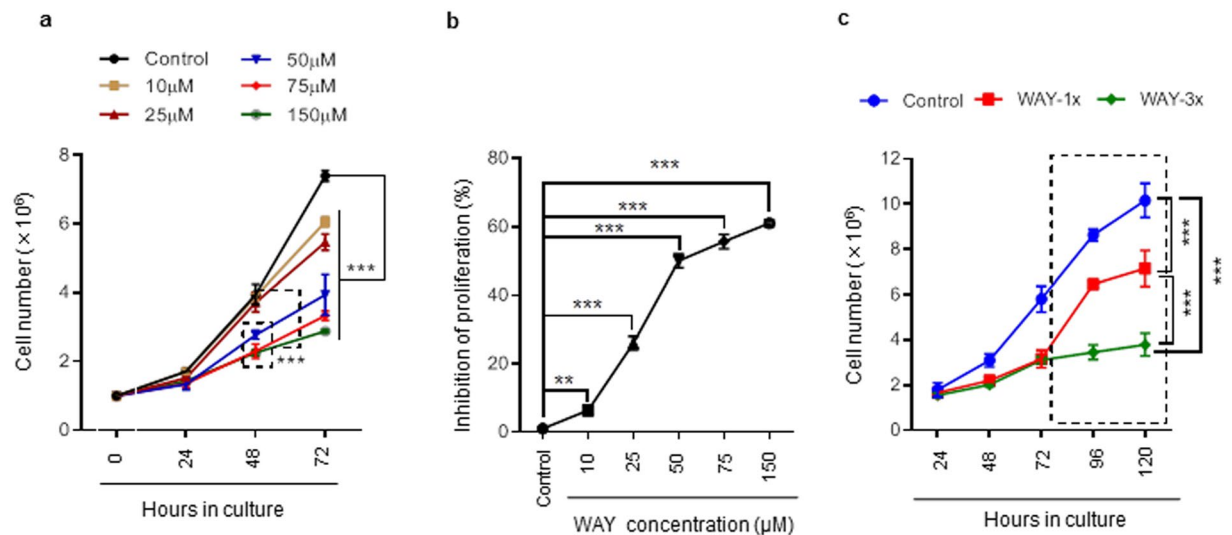 a
Control
10μM
25μM
50μM
75μM
150μM
Cell number (×10⁶)
8
6
4
2
0
***
***
0
24
48
72
Hours in culture
b
Inhibition of proliferation (%)
80
60
40
20
0
***
***
***
***
**
Control
10
25
50
75
150
WAY concentration (μM)
c
Control
WAY-1x
WAY-3x
Cell number (×10⁶)
12
10
8
6
4
2
0
***
***
***
24
48
72
96
120
Hours in culture